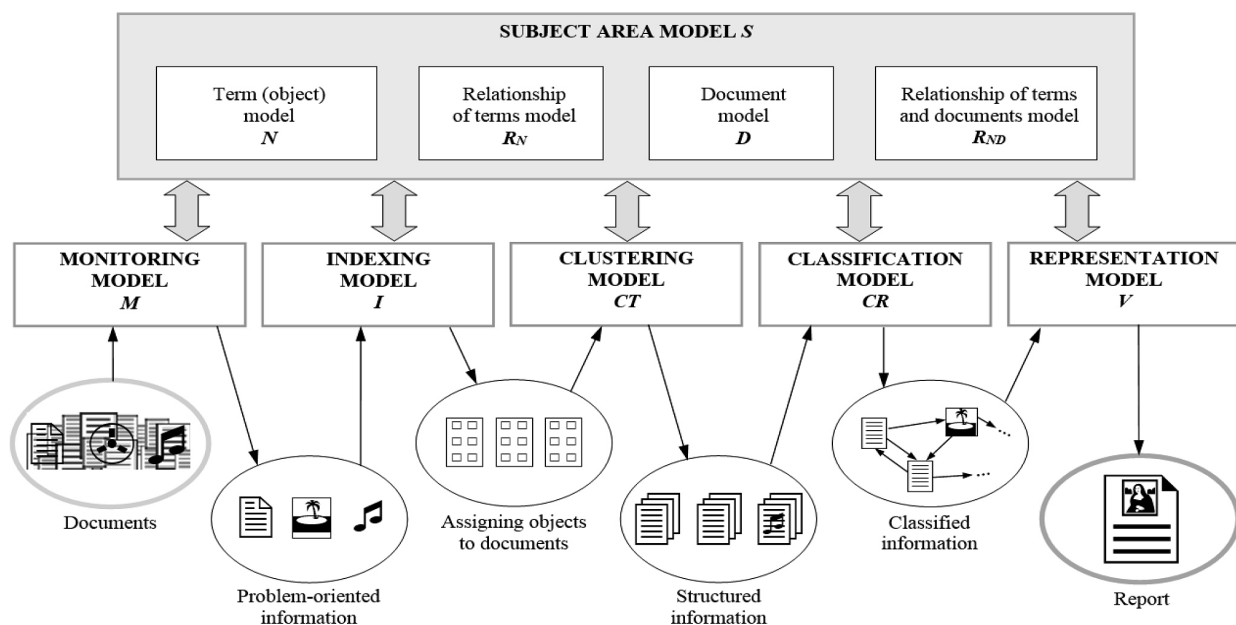 SUBJECT AREA MODEL S
Term (object)
model
N
Relationship
of terms model
RN
Document
model
D
Relationship of terms
and documents model
RND
MONITORING
MODEL
M
INDEXING
MODEL
I
CLUSTERING
MODEL
CT
CLASSIFICATION
MODEL
CR
REPRESENTATION
MODEL
V
Documents
Problem-oriented
information
Assigning objects
to documents
Structured
information
Classified
information
Report